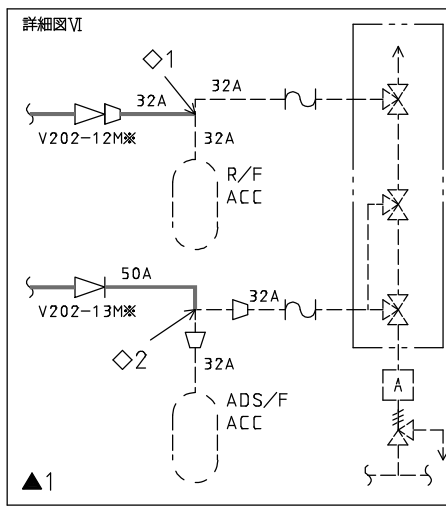 詳細図Ⅵ
◇1
32A
32A
V202-12M※
32A
R/F
ACC
50A
V202-13M※
32A
◇2
32A
A
ADS/F
ACC
▲1